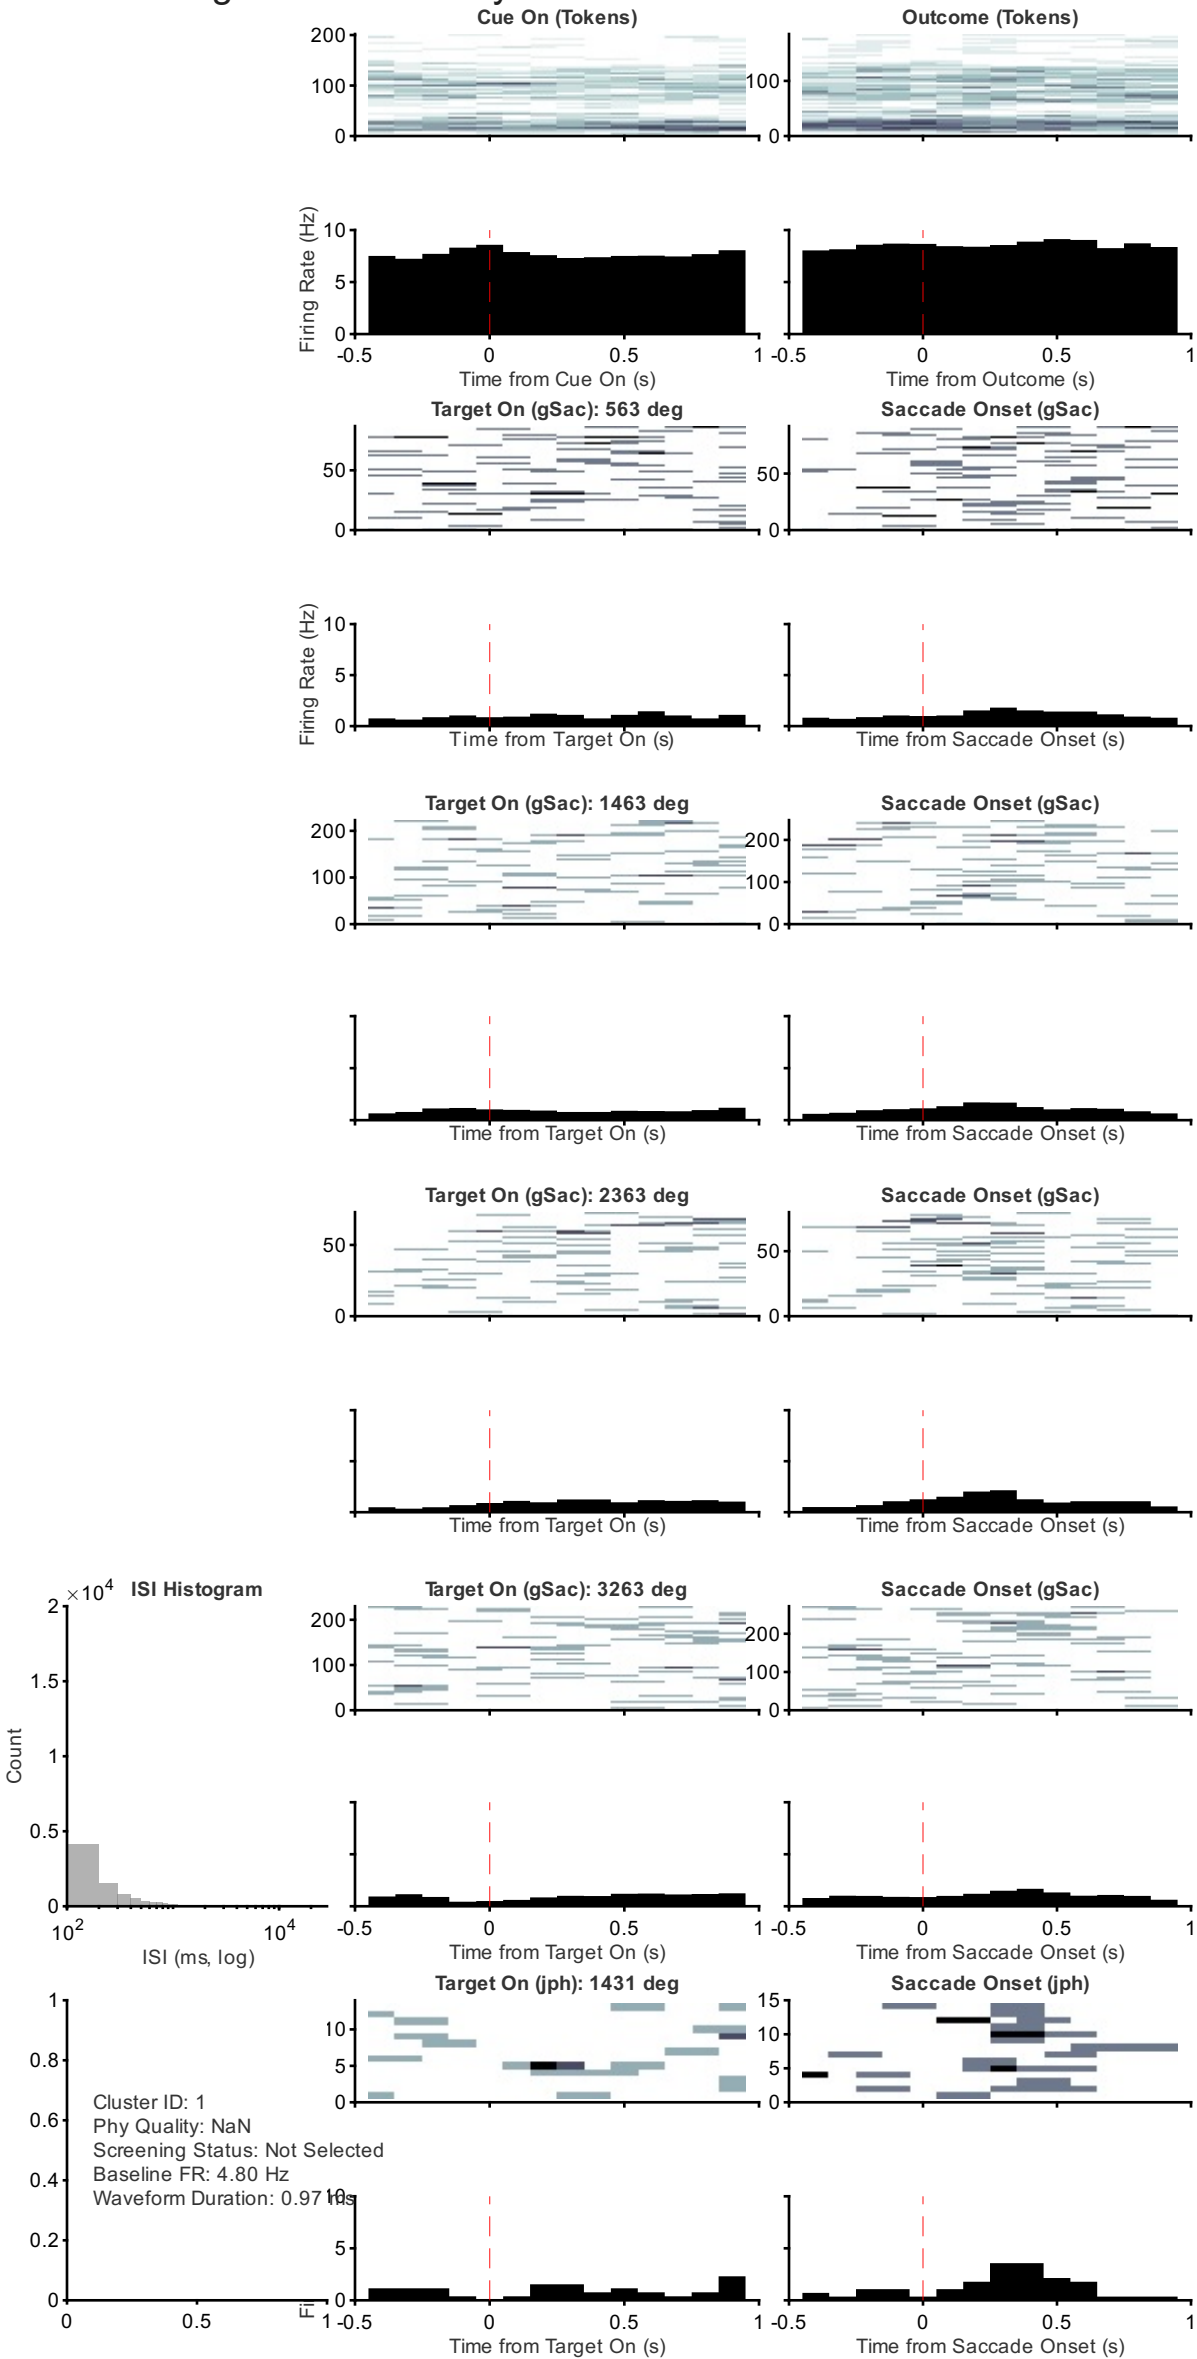 Cue On (Tokens)
Outcome (Tokens)
200
100
0
100
0
Firing Rate (Hz)
10
5
0
-0.5
0
0.5
1
-0.5
0
0.5
1
Time from Cue On (s)
Time from Outcome (s)
Target On (gSac): 563 deg
Saccade Onset (gSac)
50
0
50
0
Firing Rate (Hz)
10
5
0
Time from Target On (s)
Time from Saccade Onset (s)
Target On (gSac): 1463 deg
Saccade Onset (gSac)
200
100
0
200
100
0
Time from Target On (s)
Time from Saccade Onset (s)
Target On (gSac): 2363 deg
Saccade Onset (gSac)
50
0
50
0
Time from Target On (s)
Time from Saccade Onset (s)
×10^4
ISI Histogram
2
1.5
1
0.5
0
Count
10^2
10^4
ISI (ms, log)
Target On (gSac): 3263 deg
Saccade Onset (gSac)
200
100
0
200
100
0
-0.5
0
0.5
1
-0.5
0
0.5
1
Time from Target On (s)
Time from Saccade Onset (s)
Target On (jph): 1431 deg
Saccade Onset (jph)
10
5
0
15
10
5
0
1
0.8
0.6
0.4
0.2
0
0
0.5
1
Cluster ID: 1
Phy Quality: NaN
Screening Status: Not Selected
Baseline FR: 4.80 Hz
Waveform Duration: 0.97 ms
10
5
0
Fi
-0.5
0
0.5
1
-0.5
0
0.5
1
Time from Target On (s)
Time from Saccade Onset (s)